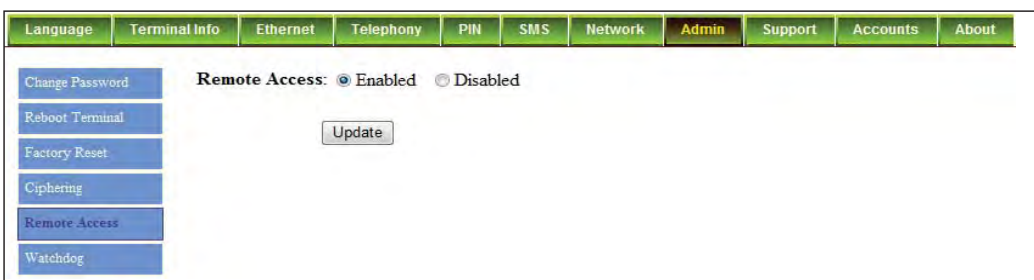 Language Terminal Info Ethernet Telephony PIN SMS Network Admin Support Accounts About
Change Password
Reboot Terminal
Factory Reset
Ciphering
Remote Access
Watchdog
Remote Access: Enabled Disabled
Update